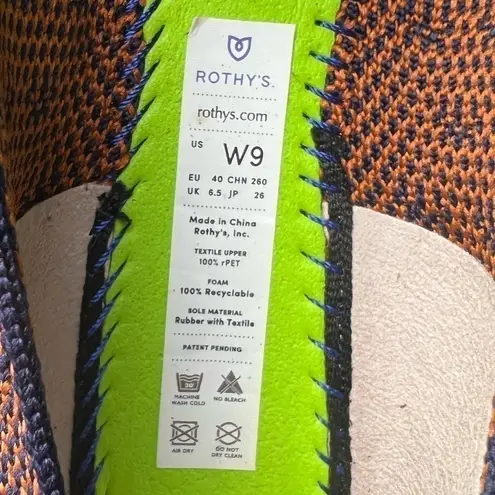 ROTHY'S
rothys.com
US W9
EU 40 CHN 260
UK 6.5 JP 26
Made in China
Rothy's, Inc.
TEXTILE UPPER
100% rPET
FOAM
100% Recyclable
SOLE MATERIAL
Rubber with Textile
PATENT PENDING
30°
MACHINE WASH COLD
NO BLEACH
AIR DRY
DO NOT DRY CLEAN